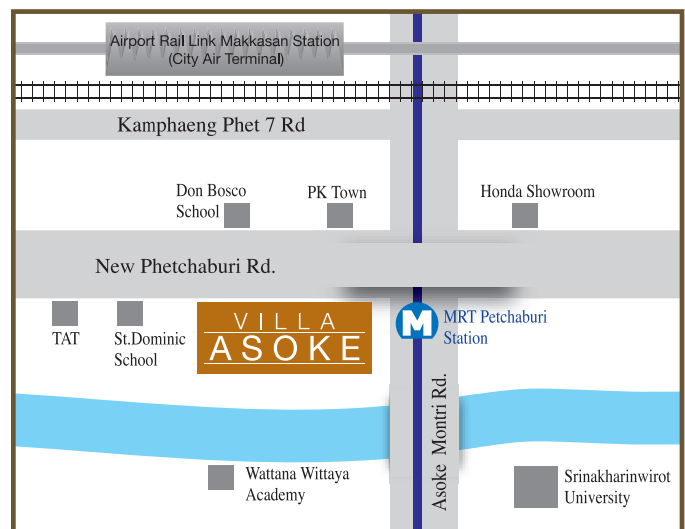 Airport Rail Link Makkasan Station
(City Air Terminal)
Kamphaeng Phet 7 Rd
Don Bosco
School
PK Town
Honda Showroom
New Phetchaburi Rd.
TAT
St.Dominic
School
VILLA
ASOKE
M
MRT Petchaburi
Station
Asoke Montri Rd.
Wattana Wittaya
Academy
Srinakharinwirot
University